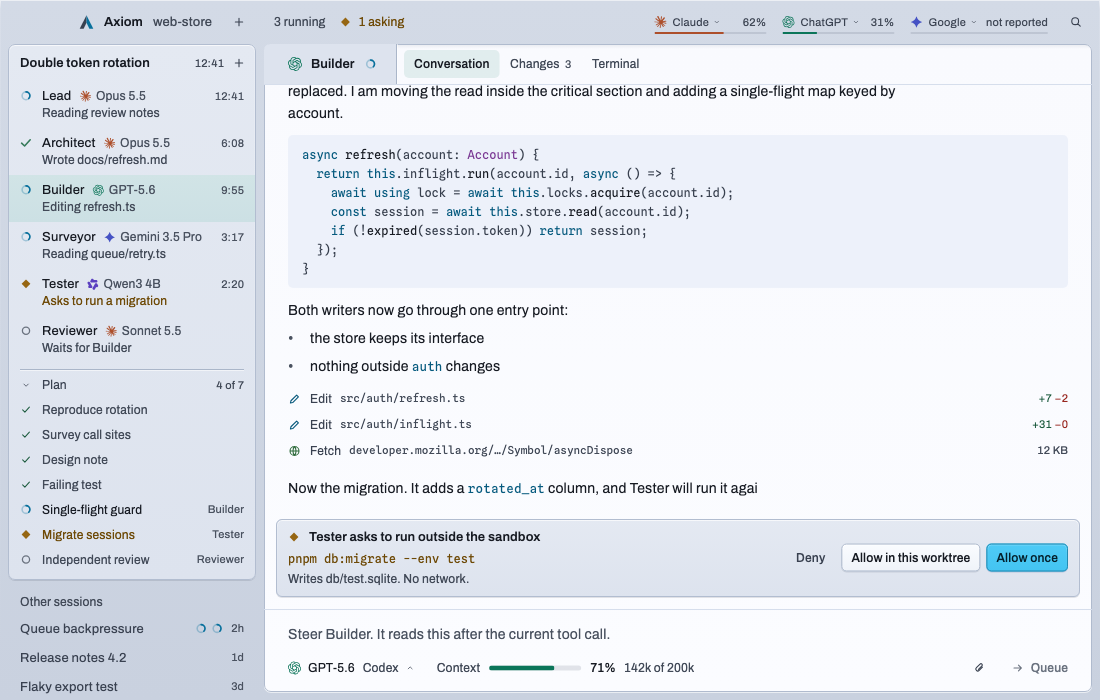 Axiom web-store +
3 running 1 asking
Claude 62% ChatGPT 31% Google not reported
Double token rotation 12:41 +
Lead Opus 5.5 12:41
Reading review notes
Architect Opus 5.5 6:08
Wrote docs/refresh.md
Builder GPT-5.6 9:55
Editing refresh.ts
Surveyor Gemini 3.5 Pro 3:17
Reading queue/retry.ts
Tester Qwen3 4B 2:20
Asks to run a migration
Reviewer Sonnet 5.5
Waits for Builder
Plan 4 of 7
Reproduce rotation
Survey call sites
Design note
Failing test
Single-flight guard Builder
Migrate sessions Tester
Independent review Reviewer
Other sessions
Queue backpressure 2h
Release notes 4.2 1d
Flaky export test 3d
Builder
Conversation Changes 3 Terminal
replaced. I am moving the read inside the critical section and adding a single-flight map keyed by
account.
async refresh(account: Account) {
return this.inflight.run(account.id, async () => {
await using lock = await this.locks.acquire(account.id);
const session = await this.store.read(account.id);
if (!expired(session.token)) return session;
});
}
Both writers now go through one entry point:
• the store keeps its interface
• nothing outside auth changes
Edit src/auth/refresh.ts +7 −2
Edit src/auth/inflight.ts +31 −0
Fetch developer.mozilla.org/…/Symbol/asyncDispose 12 KB
Now the migration. It adds a rotated_at column, and Tester will run it agai
Tester asks to run outside the sandbox
pnpm db:migrate --env test
Writes db/test.sqlite. No network.
Deny Allow in this worktree Allow once
Steer Builder. It reads this after the current tool call.
GPT-5.6 Codex Context 71% 142k of 200k
Queue